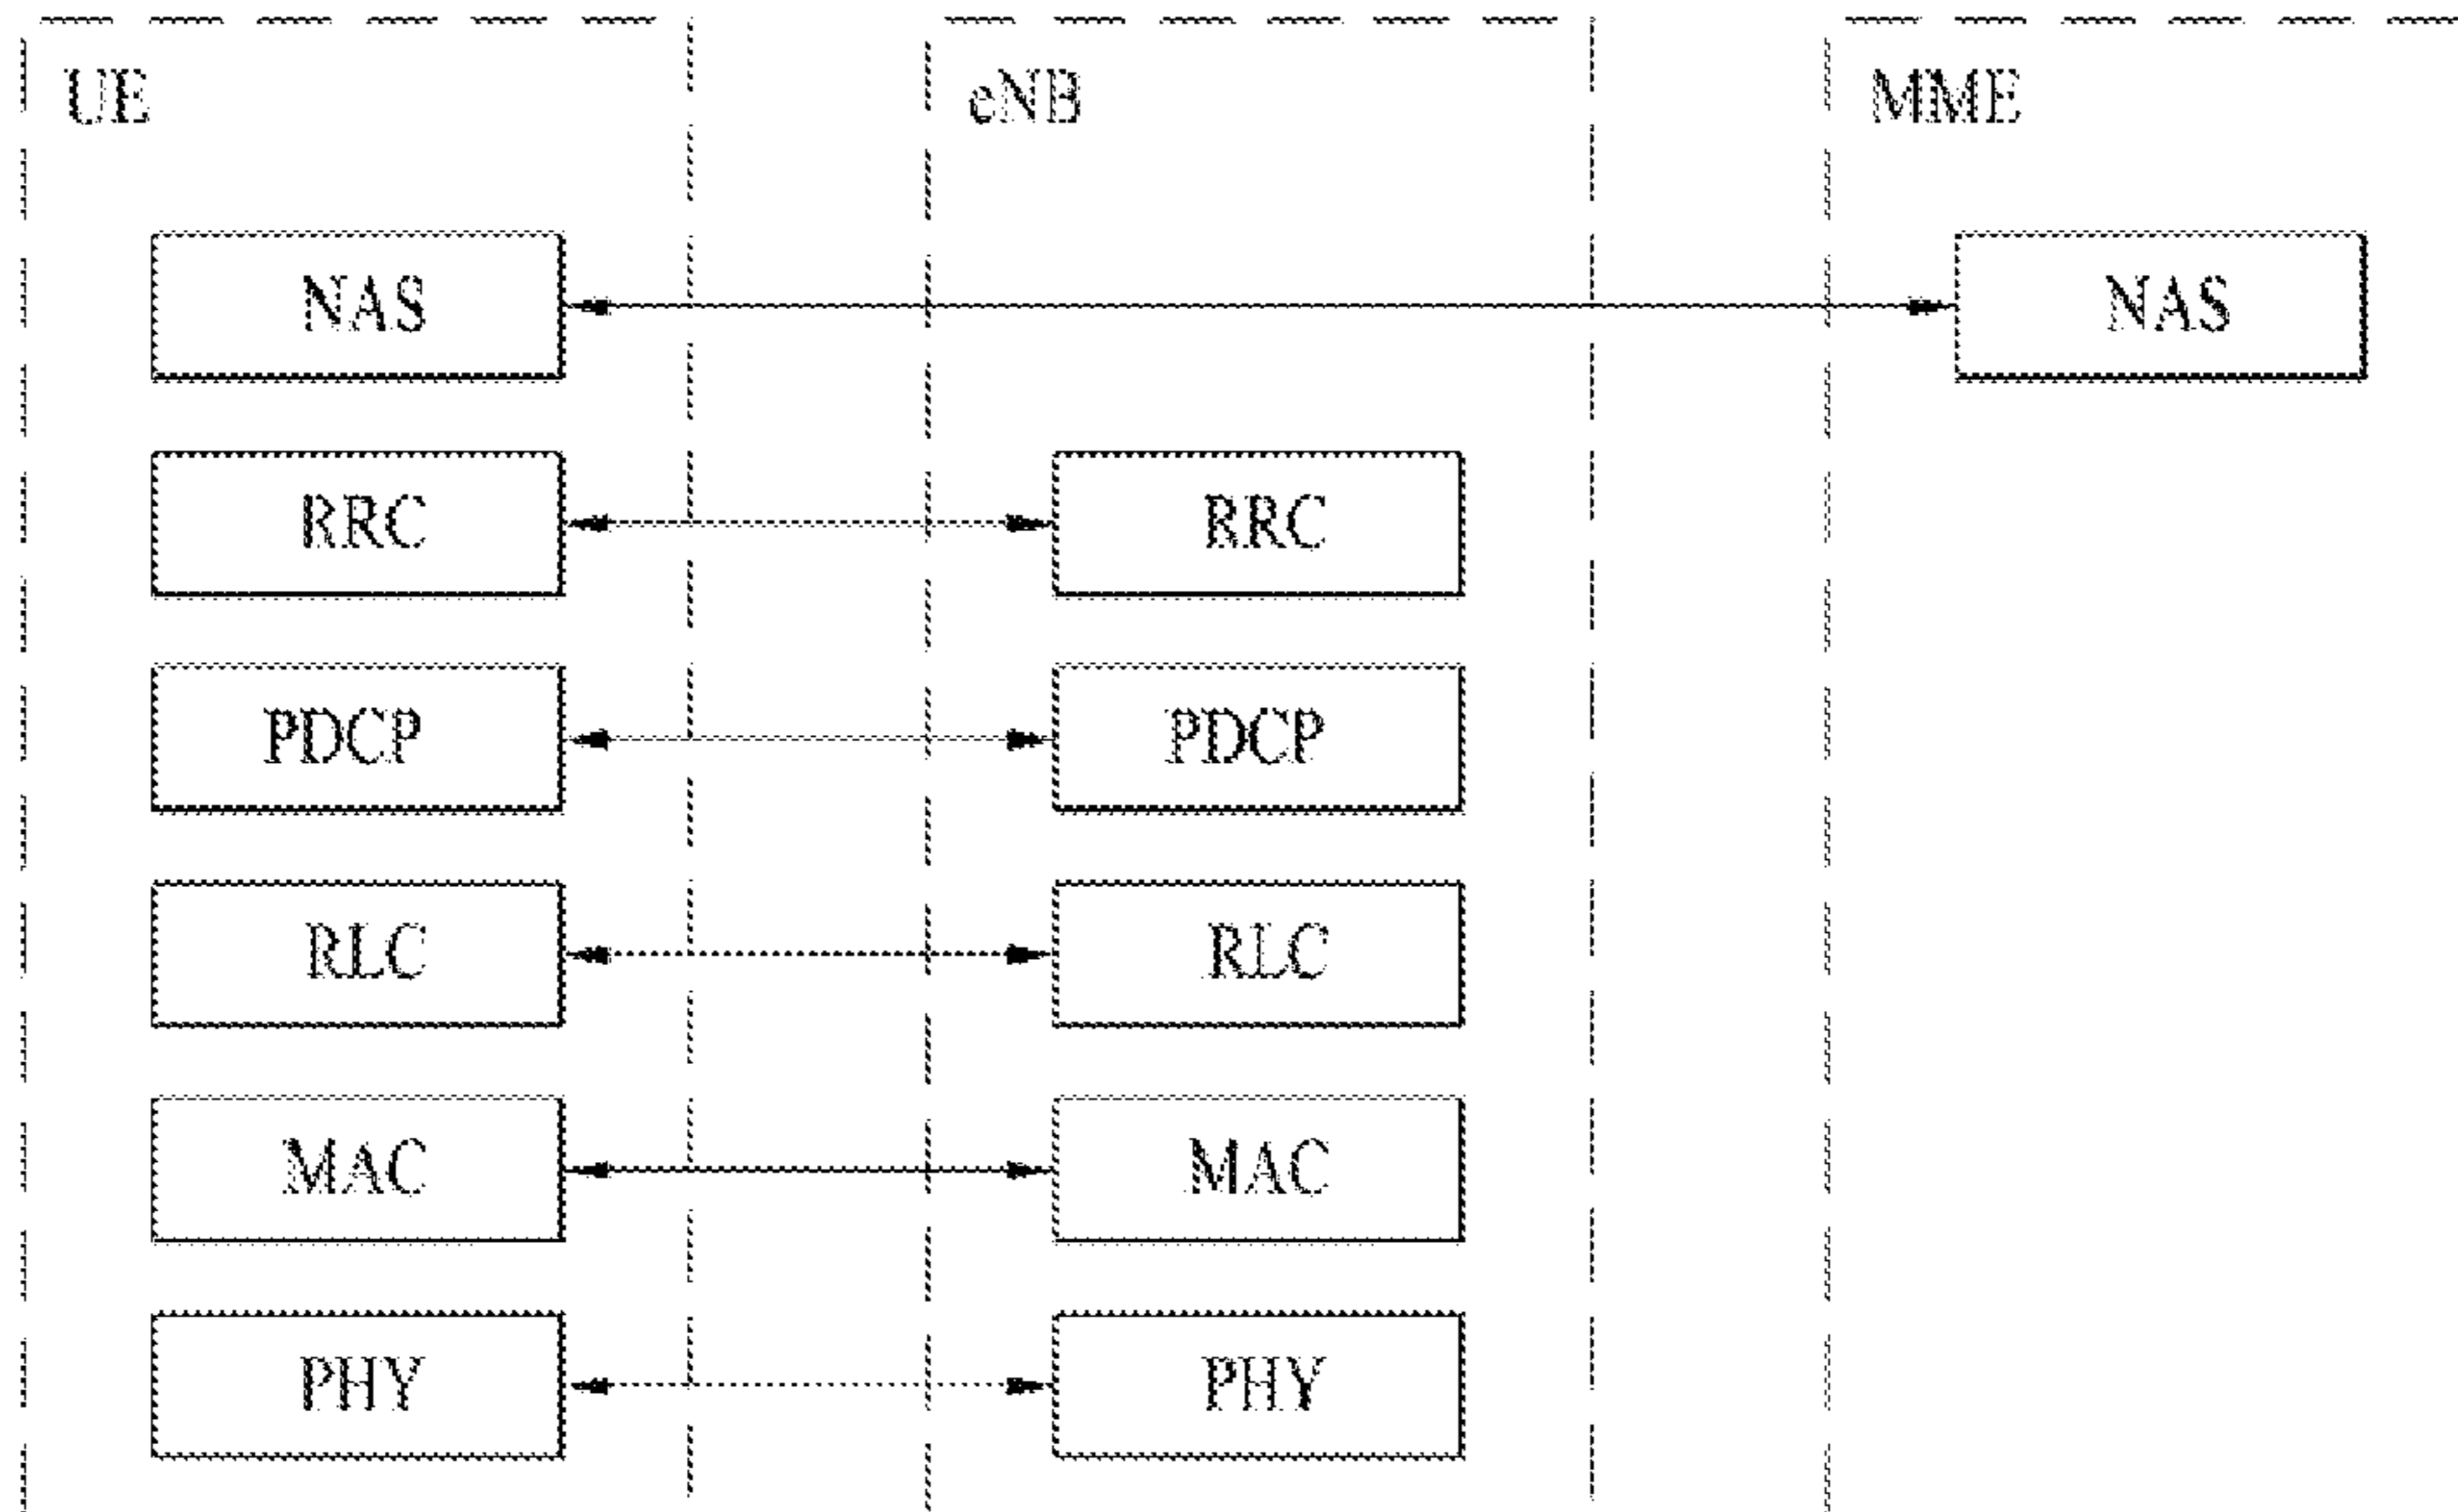 UE eNB MME
NAS NAS
RRC RRC
PDCP PDCP
RLC RLC
MAC MAC
PHY PHY